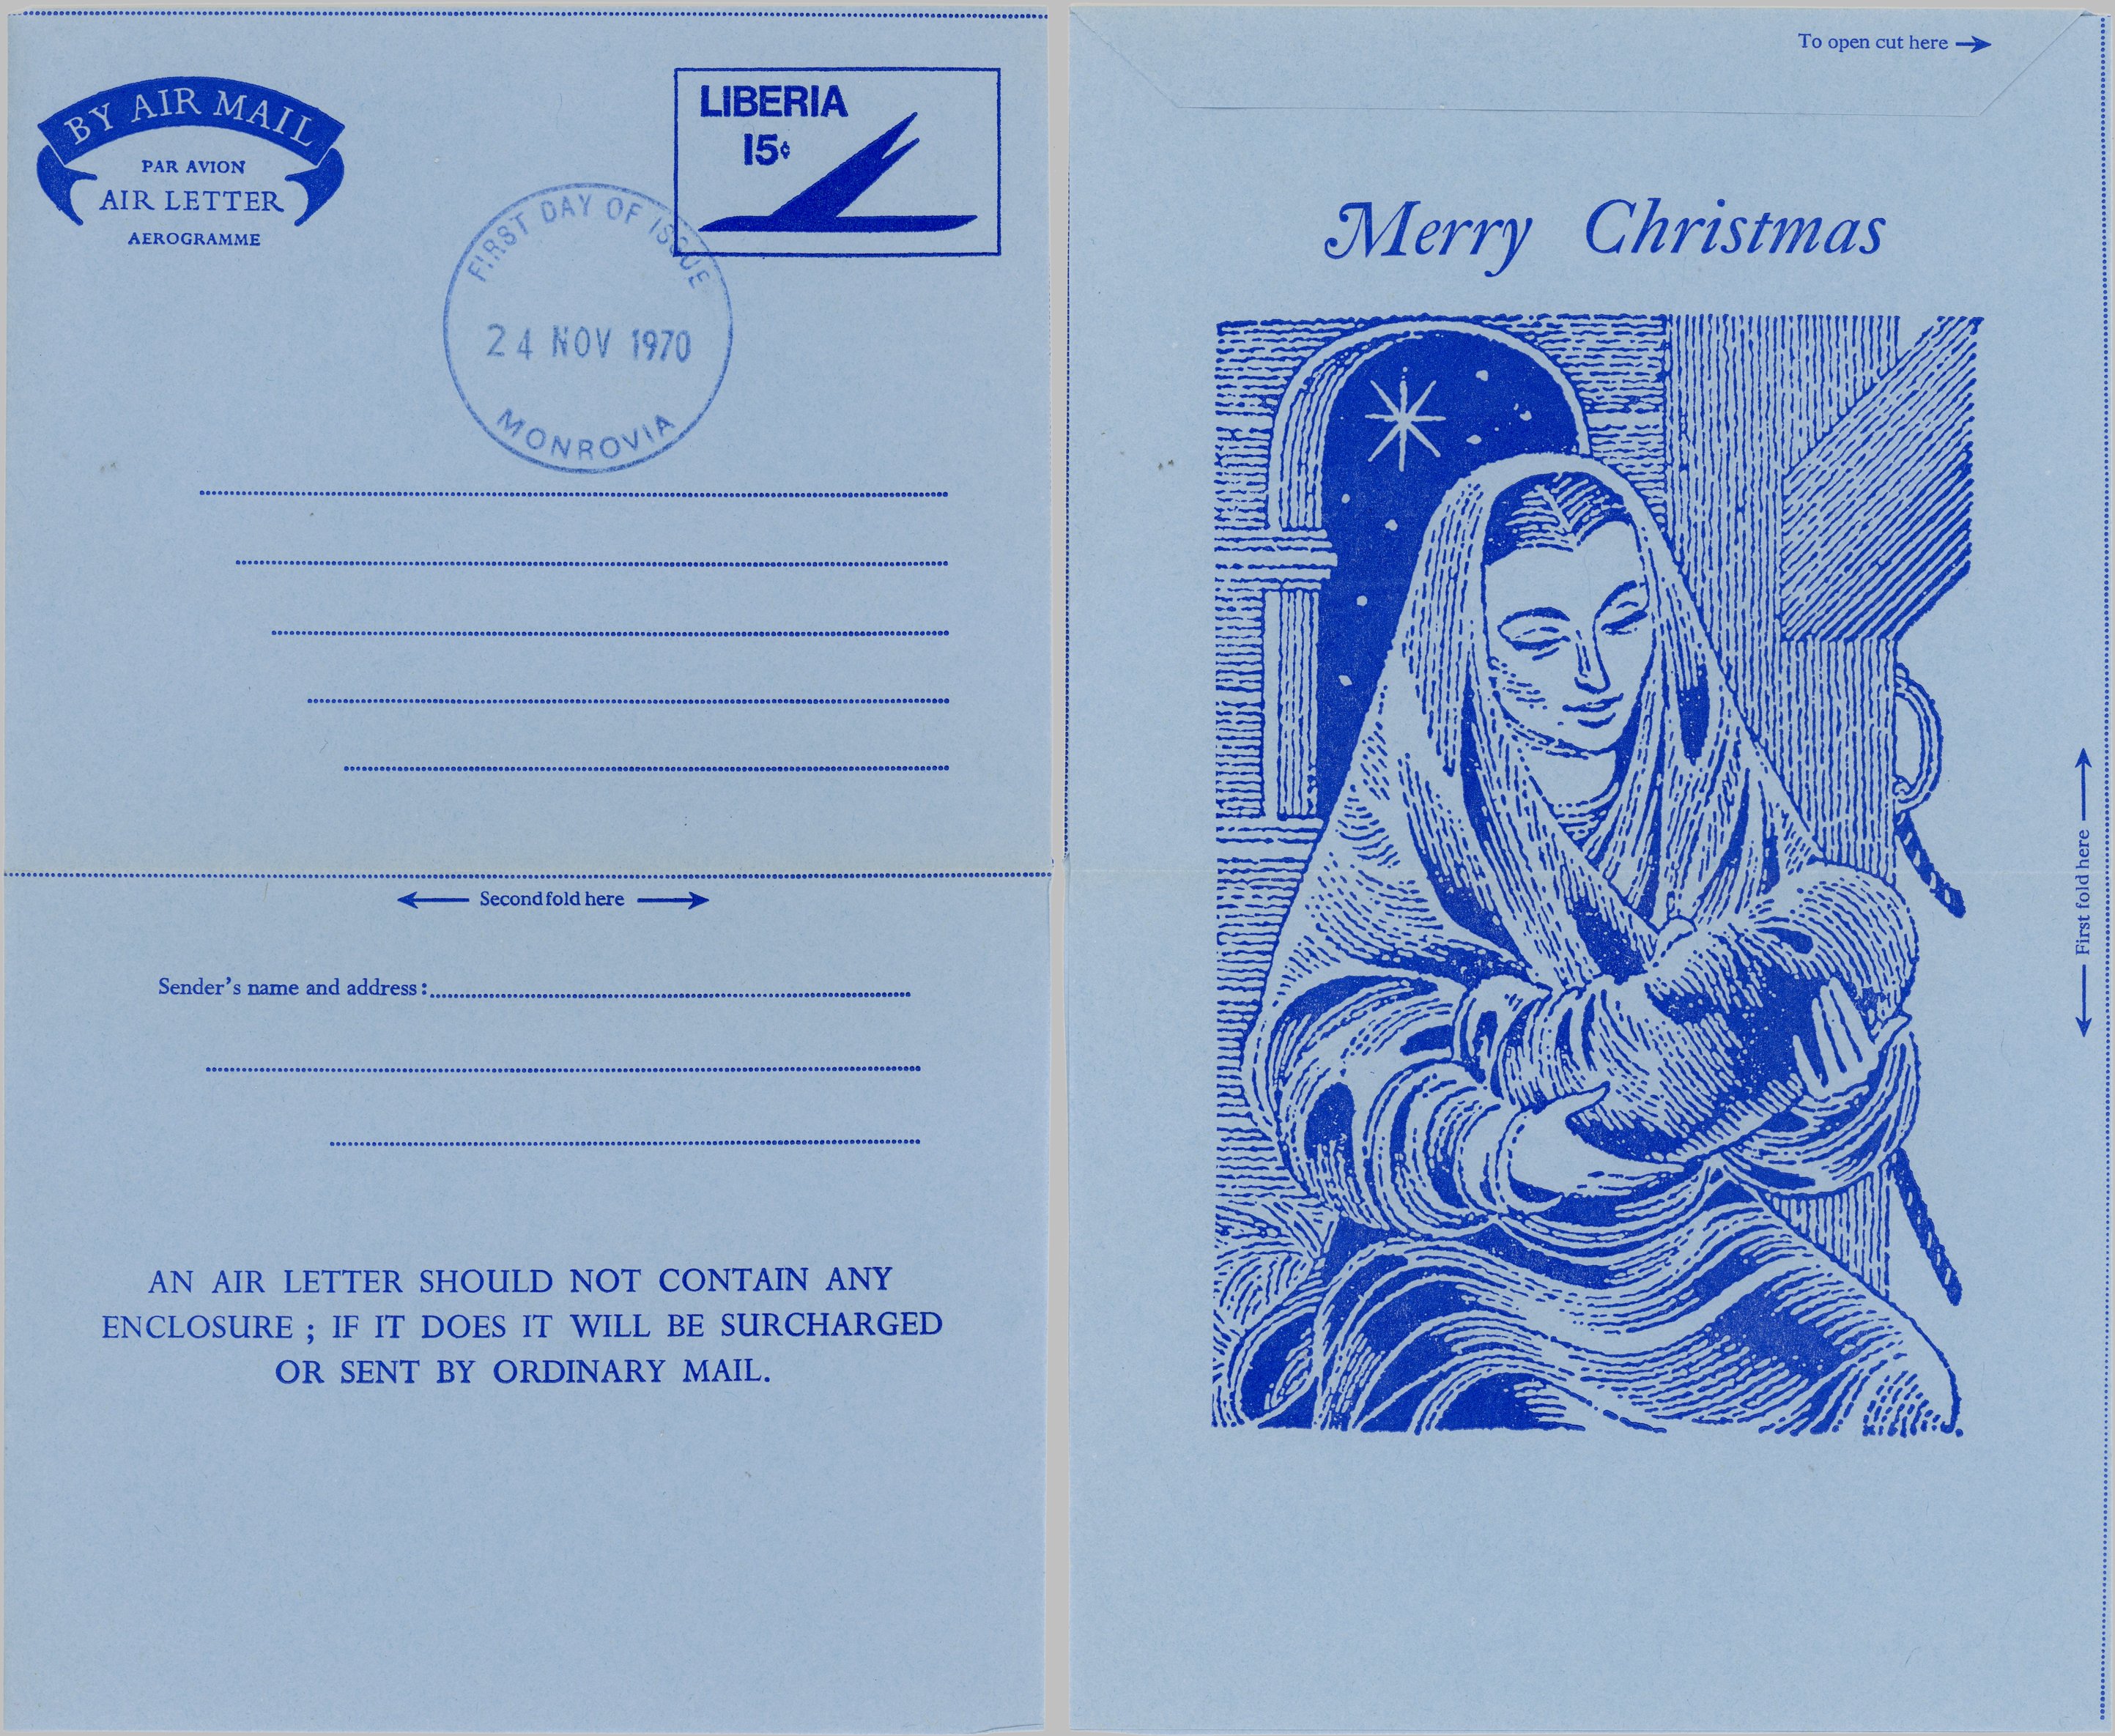 BY AIR MAIL
PAR AVION
AIR LETTER
AEROGRAMME
LIBERIA
15¢
FIRST DAY OF ISSUE
24 NOV 1970
MONROVIA
Second fold here
Sender's name and address:
AN AIR LETTER SHOULD NOT CONTAIN ANY
ENCLOSURE ; IF IT DOES IT WILL BE SURCHARGED
OR SENT BY ORDINARY MAIL.
To open cut here
Merry Christmas
First fold here